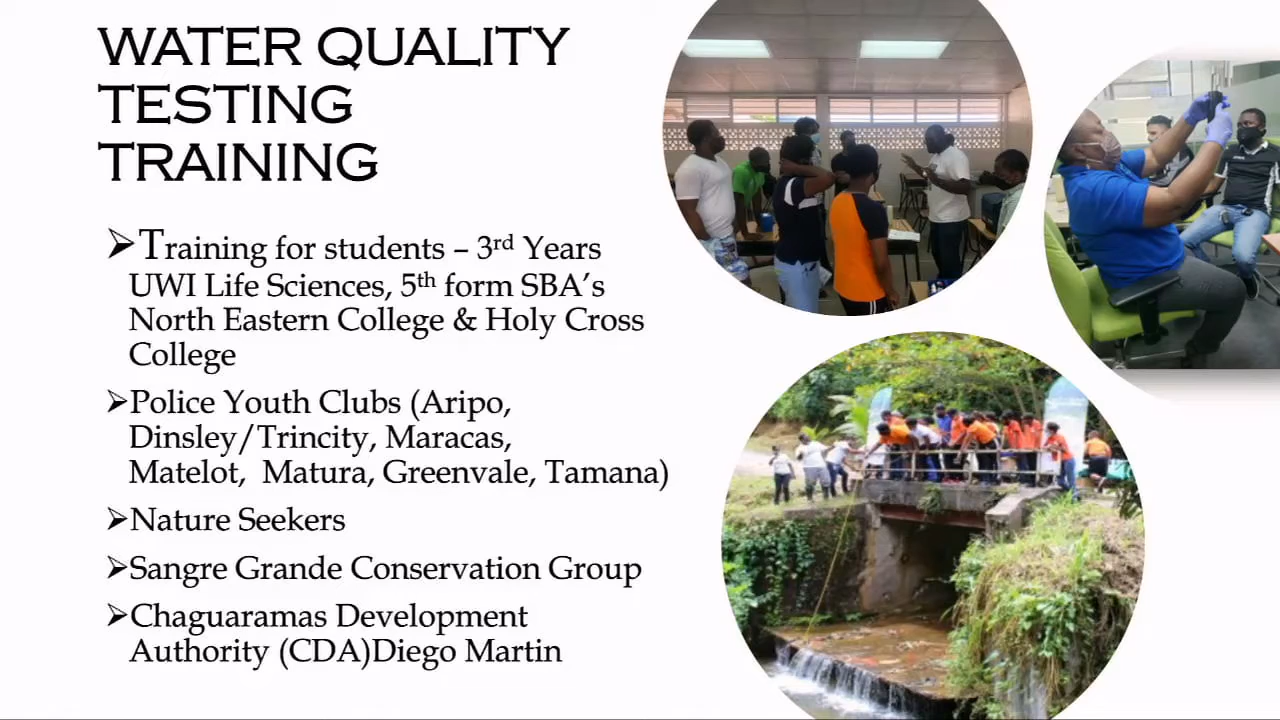 WATER QUALITY
TESTING
TRAINING
➢Training for students – 3rd Years
UWI Life Sciences, 5th form SBA’s
North Eastern College & Holy Cross
College
➢Police Youth Clubs (Aripo,
Dinsley/Trincity, Maracas,
Matelot, Matura, Greenvale, Tamana)
➢Nature Seekers
➢Sangre Grande Conservation Group
➢Chaguaramas Development
Authority (CDA)Diego Martin